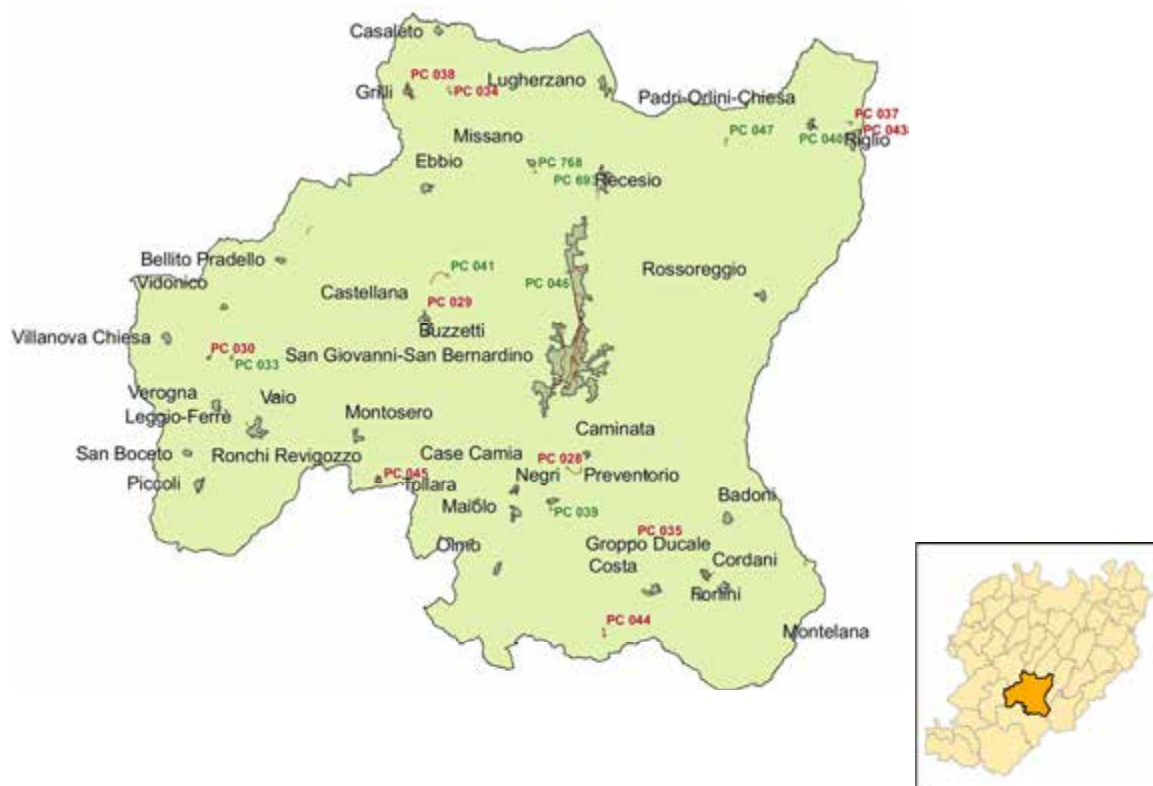 Casaleto
PC 038
Grilli
PC 034
Lugherzano
Padri-Orlini-Chiesa
PC 037
PC 043
PC 047
PC 040
Riglio
Missano
PC 768
Ebbio
PC 693
Recesio
Bellito Pradello
PC 041
PC 046
Rossoreggio
Vidonico
Castellana
PC 029
Buzzetti
Villanova Chiesa
PC 030
PC 033
San Giovanni-San Bernardino
Verogna
Vaio
Leggio-Ferrè
Montosero
Caminata
San Boceto
Ronchi Revigozzo
Case Camia
PC 028
Piccoli
PC 045
Tollara
Negri
Preventorio
Maiolo
PC 039
Badoni
PC 035
Olmo
Groppo Ducale
Costa
Cordani
PC 044
Montelana